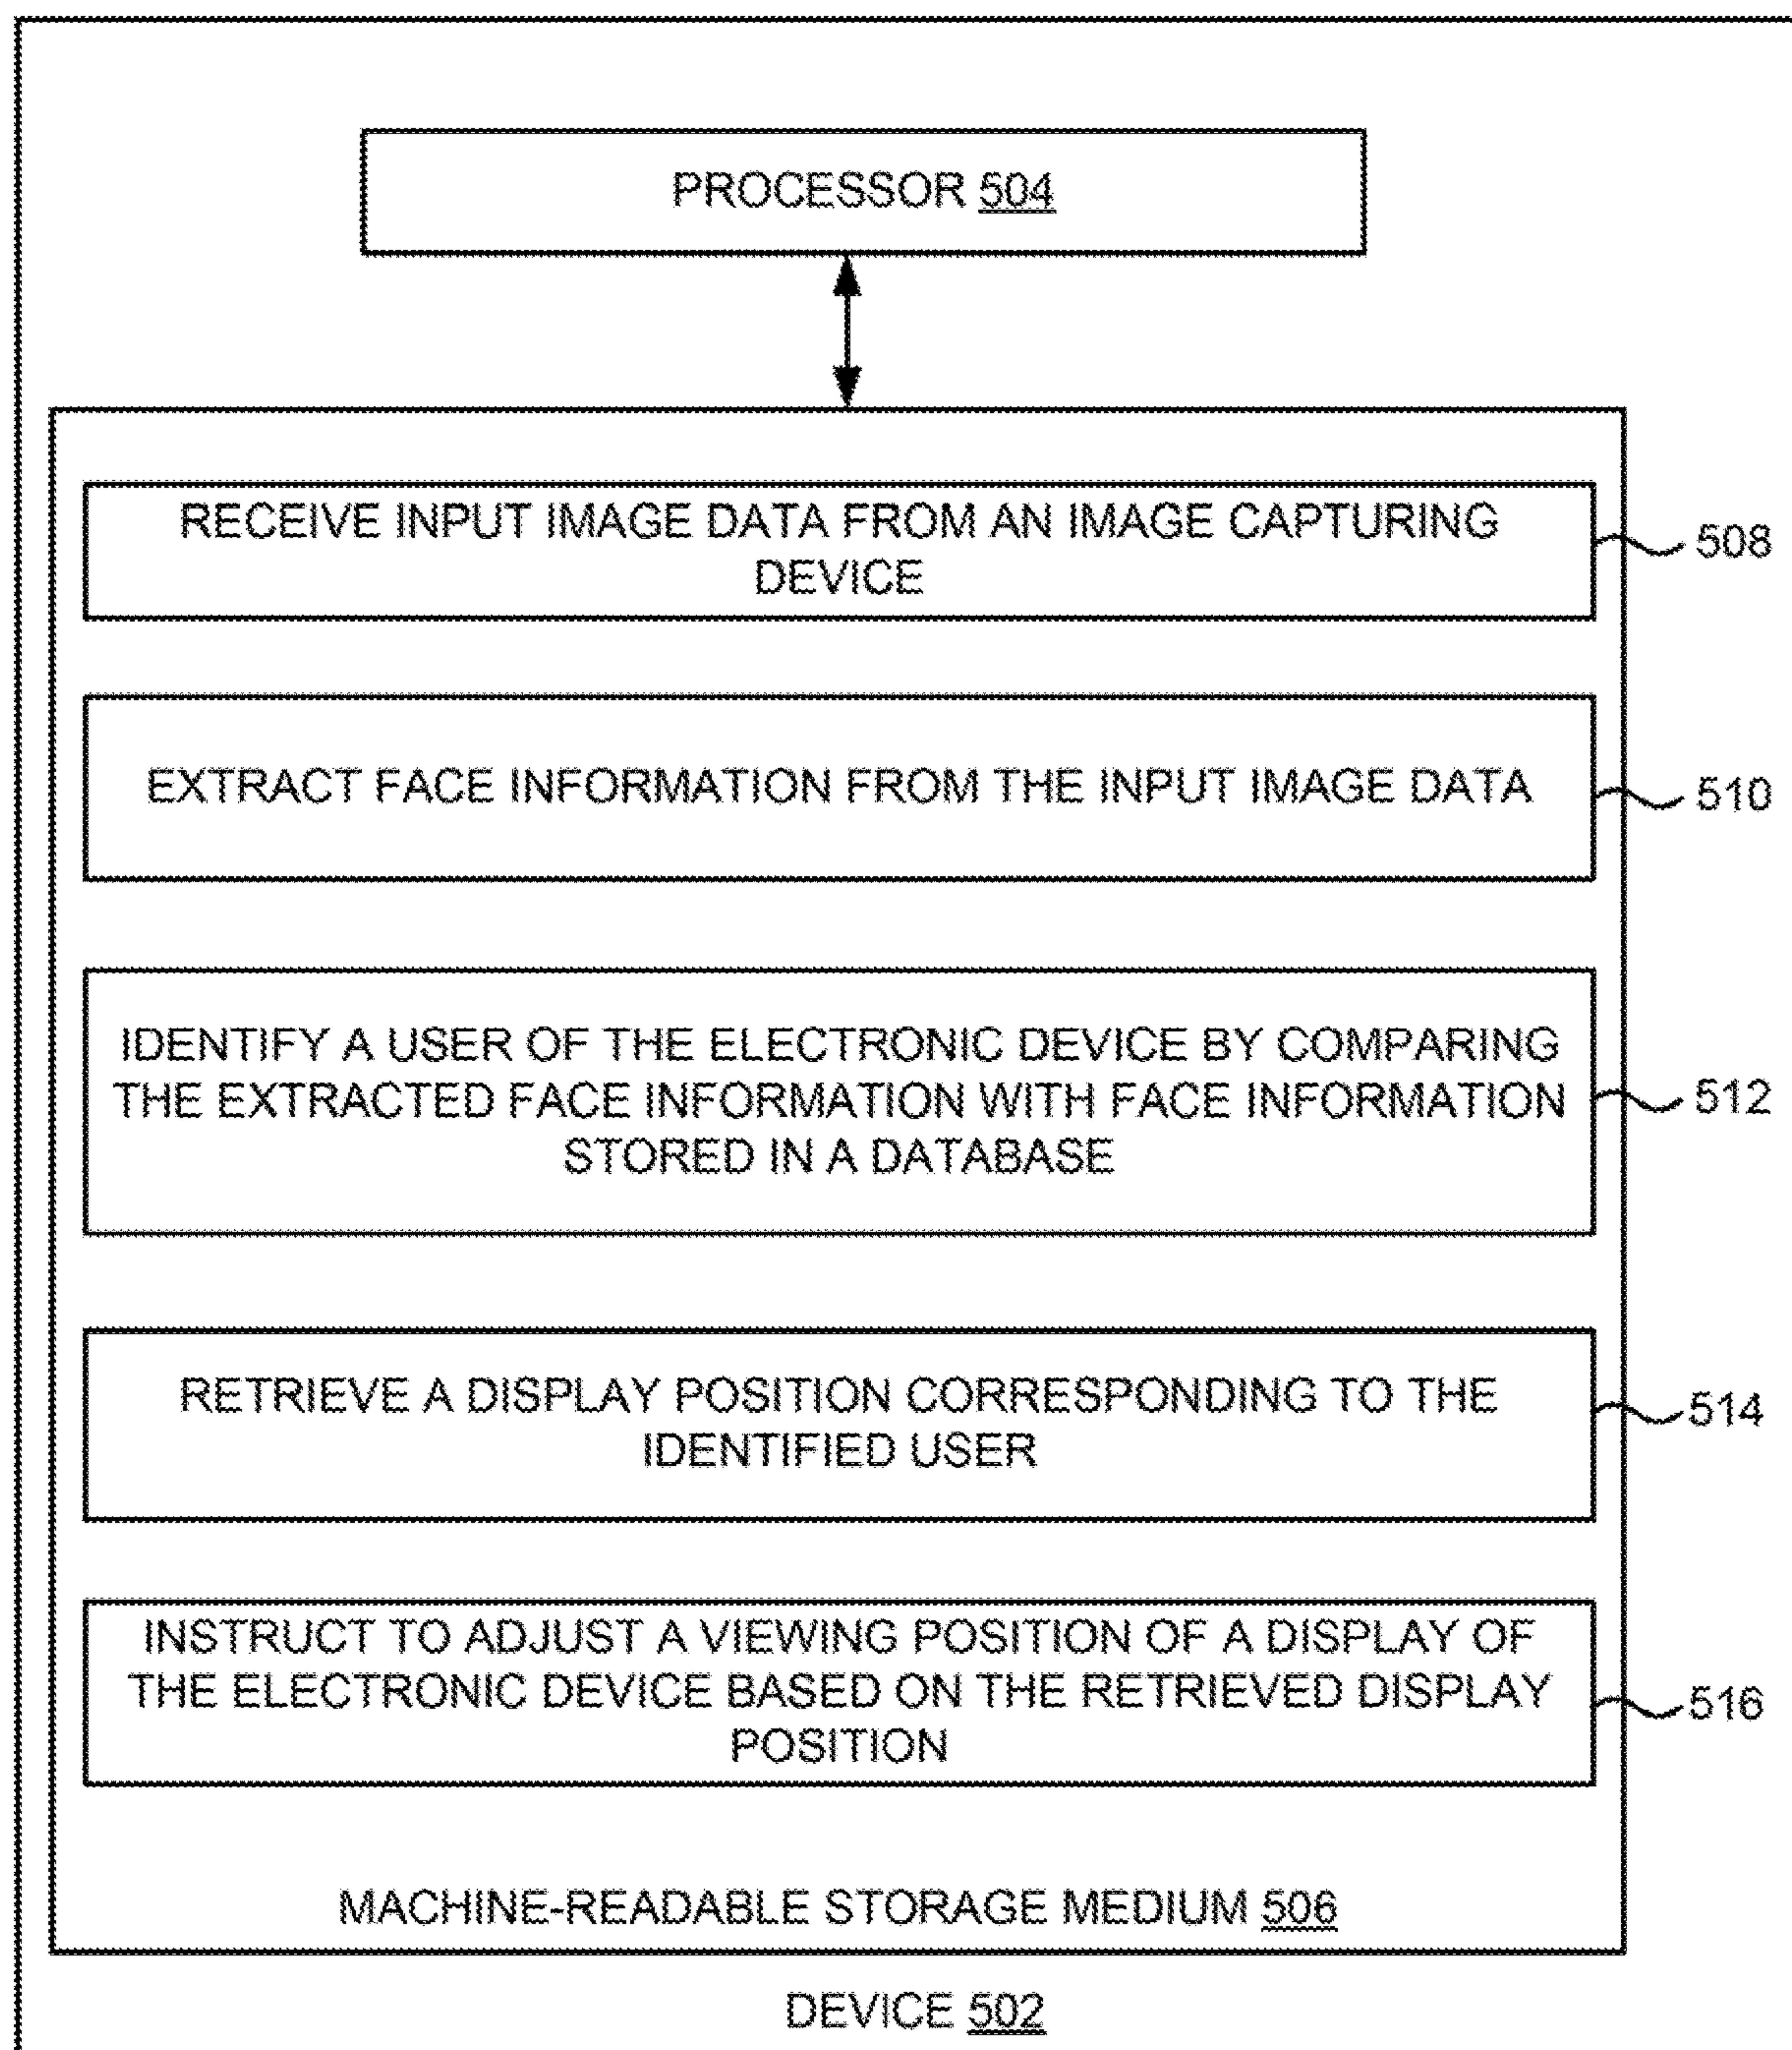 PROCESSOR 504
RECEIVE INPUT IMAGE DATA FROM AN IMAGE CAPTURING
DEVICE
508
EXTRACT FACE INFORMATION FROM THE INPUT IMAGE DATA
510
IDENTIFY A USER OF THE ELECTRONIC DEVICE BY COMPARING
THE EXTRACTED FACE INFORMATION WITH FACE INFORMATION
STORED IN A DATABASE
512
RETRIEVE A DISPLAY POSITION CORRESPONDING TO THE
IDENTIFIED USER
514
INSTRUCT TO ADJUST A VIEWING POSITION OF A DISPLAY OF
THE ELECTRONIC DEVICE BASED ON THE RETRIEVED DISPLAY
POSITION
516
MACHINE-READABLE STORAGE MEDIUM 506
DEVICE 502